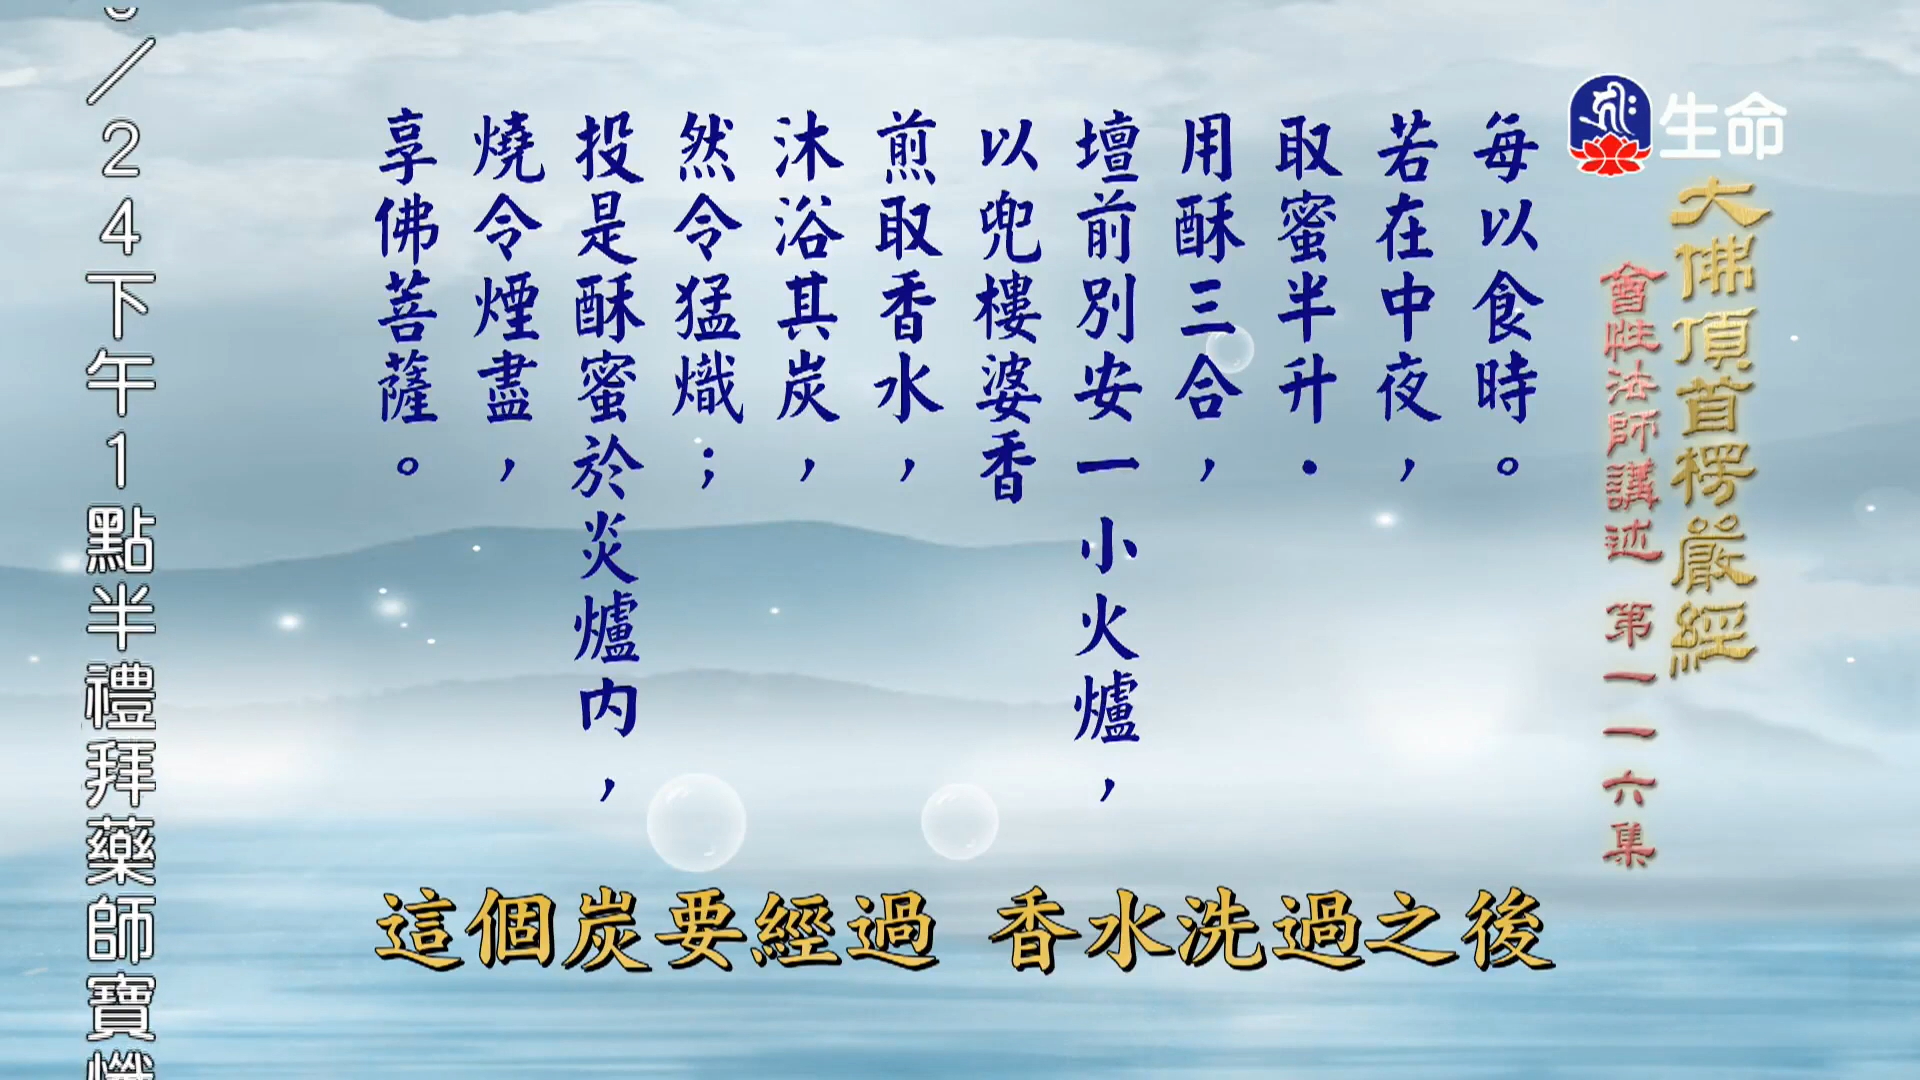 生命
大佛頂首楞嚴經
會性法師講述 第一一六集
每以食時。
若在中夜，
取蜜半升．
用酥三合，
壇前別安一小火爐，
以兜樓婆香
煎取香水，
沐浴其炭，
然令猛熾；
投是酥蜜於炎爐內，
燒令煙盡，
享佛菩薩。
/24下午1點半禮拜藥師寶懺
這個炭要經過 香水洗過之後